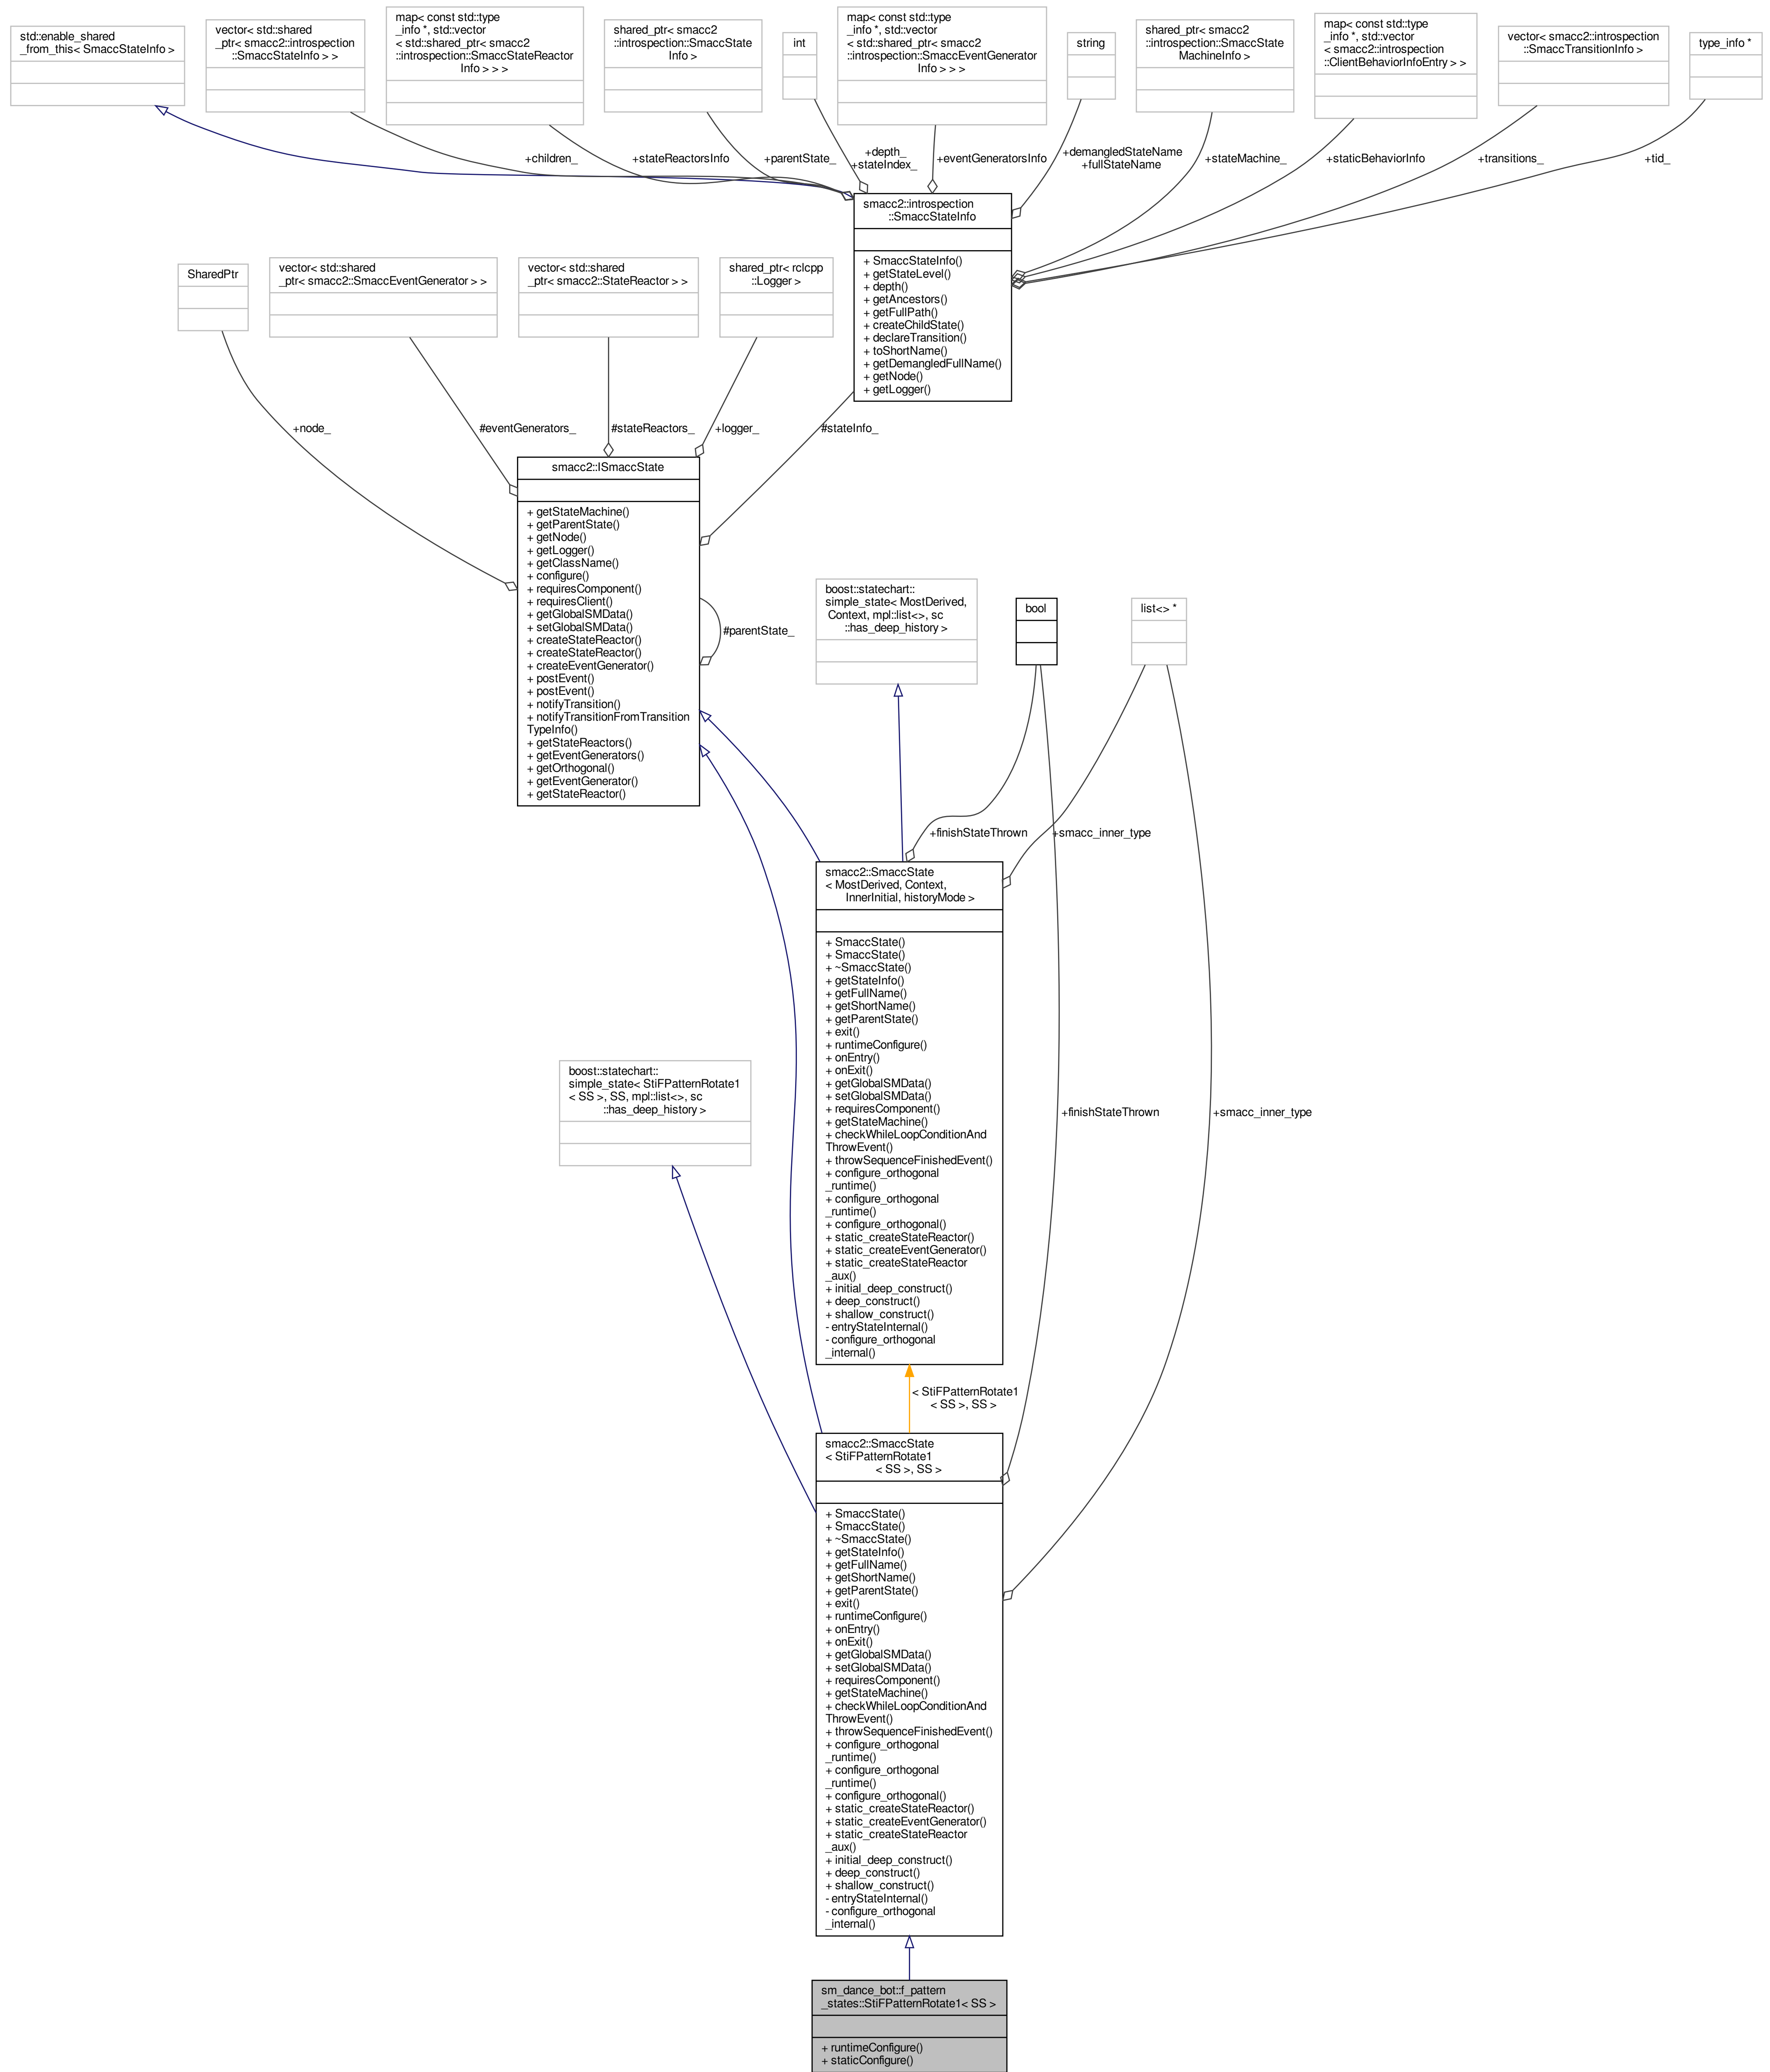 std::enable_shared
_from_this< SmaccStateInfo >
vector< std::shared
_ptr< smacc2::introspection
::SmaccStateInfo > >
map< const std::type
_info *, std::vector
< std::shared_ptr< smacc2
::introspection::SmaccStateReactor
Info > > >
shared_ptr< smacc2
::introspection::SmaccState
Info >
int
map< const std::type
_info *, std::vector
< std::shared_ptr< smacc2
::introspection::SmaccEventGenerator
Info > > >
string
shared_ptr< smacc2
::introspection::SmaccState
MachineInfo >
map< const std::type
_info *, std::vector
< smacc2::introspection
::ClientBehaviorInfoEntry > >
vector< smacc2::introspection
::SmaccTransitionInfo >
type_info *
+children_
+stateReactorsInfo
+parentState_
+depth_
+stateIndex_
+eventGeneratorsInfo
+demangledStateName
+fullStateName
+stateMachine_
+staticBehaviorInfo
+transitions_
+tid_
smacc2::introspection
::SmaccStateInfo
+ SmaccStateInfo()
+ getStateLevel()
+ depth()
+ getAncestors()
+ getFullPath()
+ createChildState()
+ declareTransition()
+ toShortName()
+ getDemangledFullName()
+ getNode()
+ getLogger()
SharedPtr
vector< std::shared
_ptr< smacc2::SmaccEventGenerator > >
vector< std::shared
_ptr< smacc2::StateReactor > >
shared_ptr< rclcpp
::Logger >
+node_
#eventGenerators_
#stateReactors_
+logger_
#stateInfo_
smacc2::ISmaccState
+ getStateMachine()
+ getParentState()
+ getNode()
+ getLogger()
+ getClassName()
+ configure()
+ requiresComponent()
+ requiresClient()
+ getGlobalSMData()
+ setGlobalSMData()
+ createStateReactor()
+ createStateReactor()
+ createEventGenerator()
+ postEvent()
+ postEvent()
+ notifyTransition()
+ notifyTransitionFromTransition
TypeInfo()
+ getStateReactors()
+ getEventGenerators()
+ getOrthogonal()
+ getEventGenerator()
+ getStateReactor()
#parentState_
boost::statechart::
simple_state< MostDerived,
Context, mpl::list<>, sc
::has_deep_history >
bool
list<> *
+finishStateThrown
+smacc_inner_type
smacc2::SmaccState
< MostDerived, Context,
InnerInitial, historyMode >
+ SmaccState()
+ SmaccState()
+ ~SmaccState()
+ getStateInfo()
+ getFullName()
+ getShortName()
+ getParentState()
+ exit()
+ runtimeConfigure()
+ onEntry()
+ onExit()
+ getGlobalSMData()
+ setGlobalSMData()
+ requiresComponent()
+ getStateMachine()
+ checkWhileLoopConditionAnd
ThrowEvent()
+ throwSequenceFinishedEvent()
+ configure_orthogonal
_runtime()
+ configure_orthogonal
_runtime()
+ configure_orthogonal()
+ static_createStateReactor()
+ static_createEventGenerator()
+ static_createStateReactor
_aux()
+ initial_deep_construct()
+ deep_construct()
+ shallow_construct()
- entryStateInternal()
- configure_orthogonal
_internal()
boost::statechart::
simple_state< StiFPatternRotate1
< SS >, SS, mpl::list<>, sc
::has_deep_history >
+finishStateThrown
+smacc_inner_type
< StiFPatternRotate1
< SS >, SS >
smacc2::SmaccState
< StiFPatternRotate1
< SS >, SS >
+ SmaccState()
+ SmaccState()
+ ~SmaccState()
+ getStateInfo()
+ getFullName()
+ getShortName()
+ getParentState()
+ exit()
+ runtimeConfigure()
+ onEntry()
+ onExit()
+ getGlobalSMData()
+ setGlobalSMData()
+ requiresComponent()
+ getStateMachine()
+ checkWhileLoopConditionAnd
ThrowEvent()
+ throwSequenceFinishedEvent()
+ configure_orthogonal
_runtime()
+ configure_orthogonal
_runtime()
+ configure_orthogonal()
+ static_createStateReactor()
+ static_createEventGenerator()
+ static_createStateReactor
_aux()
+ initial_deep_construct()
+ deep_construct()
+ shallow_construct()
- entryStateInternal()
- configure_orthogonal
_internal()
sm_dance_bot::f_pattern
_states::StiFPatternRotate1< SS >
+ runtimeConfigure()
+ staticConfigure()